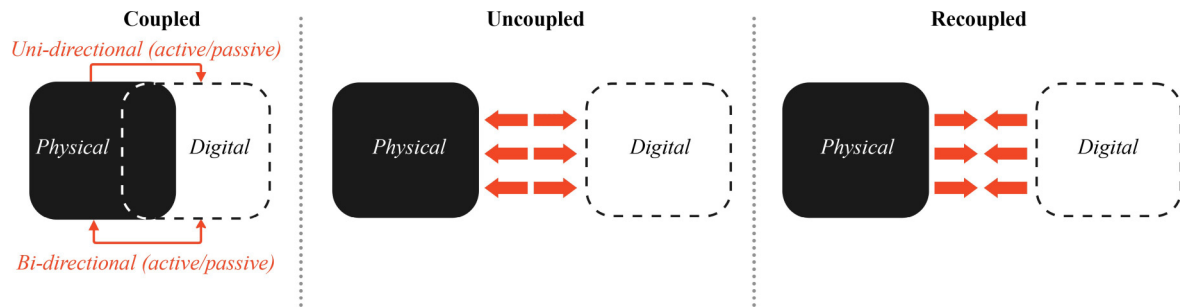 Coupled
Uni-directional (active/passive)
Physical
Digital
Bi-directional (active/passive)
Uncoupled
Physical
Digital
Recoupled
Physical
Digital